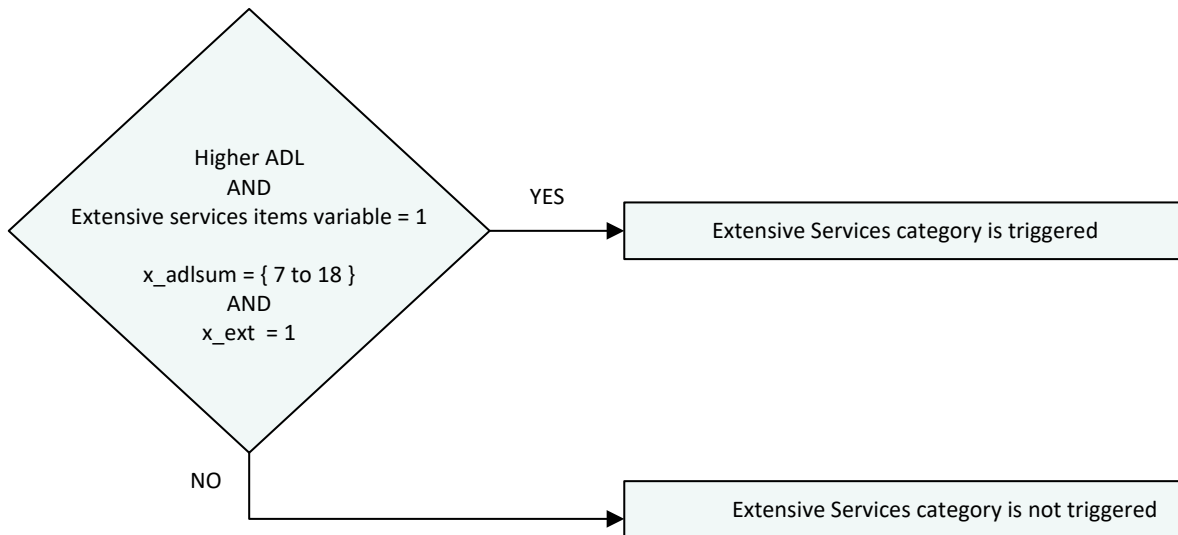 Higher ADL
AND
Extensive services items variable = 1
x_adlsum = { 7 to 18 }
AND
x_ext  = 1
YES
Extensive Services category is triggered
NO
Extensive Services category is not triggered